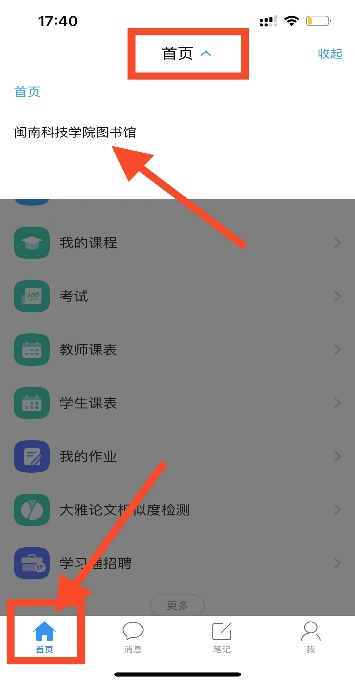 17:40
首页
收起
首页
闽南科技学院图书馆
我的课程
100
考试
教师课表
学生课表
我的作业
大雅论文相似度检测
学习通招聘
更多
首页
消息
笔记
我